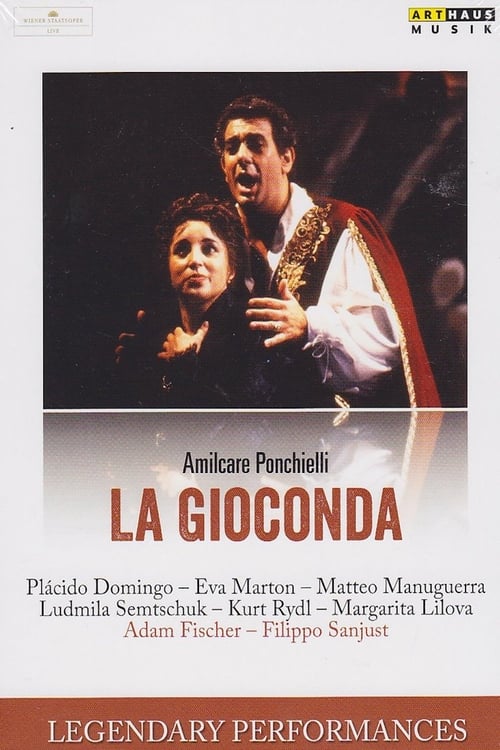 WIENER STAATSOPER
LIVE
ARTHAUS
MUSIK
Amilcare Ponchielli
LA GIOCONDA
Plácido Domingo – Eva Marton – Matteo Manuguerra
Ludmila Semtschuk – Kurt Rydl – Margarita Lilova
Adam Fischer – Filippo Sanjust
LEGENDARY PERFORMANCES